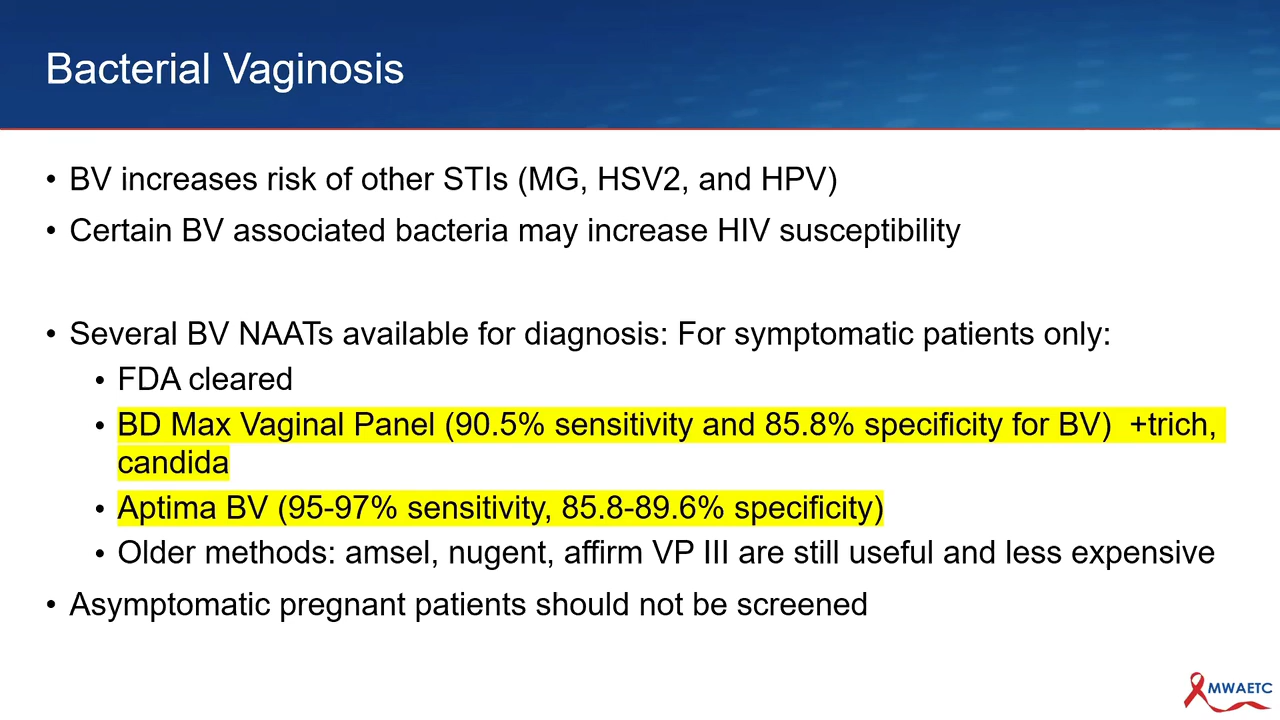 Bacterial Vaginosis
• BV increases risk of other STIs (MG, HSV2, and HPV)
• Certain BV associated bacteria may increase HIV susceptibility
• Several BV NAATs available for diagnosis: For symptomatic patients only:
• FDA cleared
• BD Max Vaginal Panel (90.5% sensitivity and 85.8% specificity for BV)  +trich,
candida
• Aptima BV (95-97% sensitivity, 85.8-89.6% specificity)
• Older methods: amsel, nugent, affirm VP III are still useful and less expensive
• Asymptomatic pregnant patients should not be screened
MWAETC